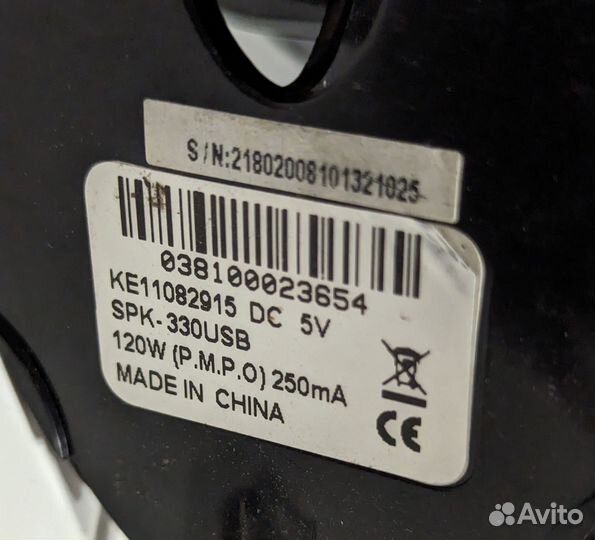 S/N:21802008101321025
038100023654
KE11082915 DC 5V
SPK-330USB
120W (P.M.P.O) 250mA
MADE IN CHINA
CE
Avito